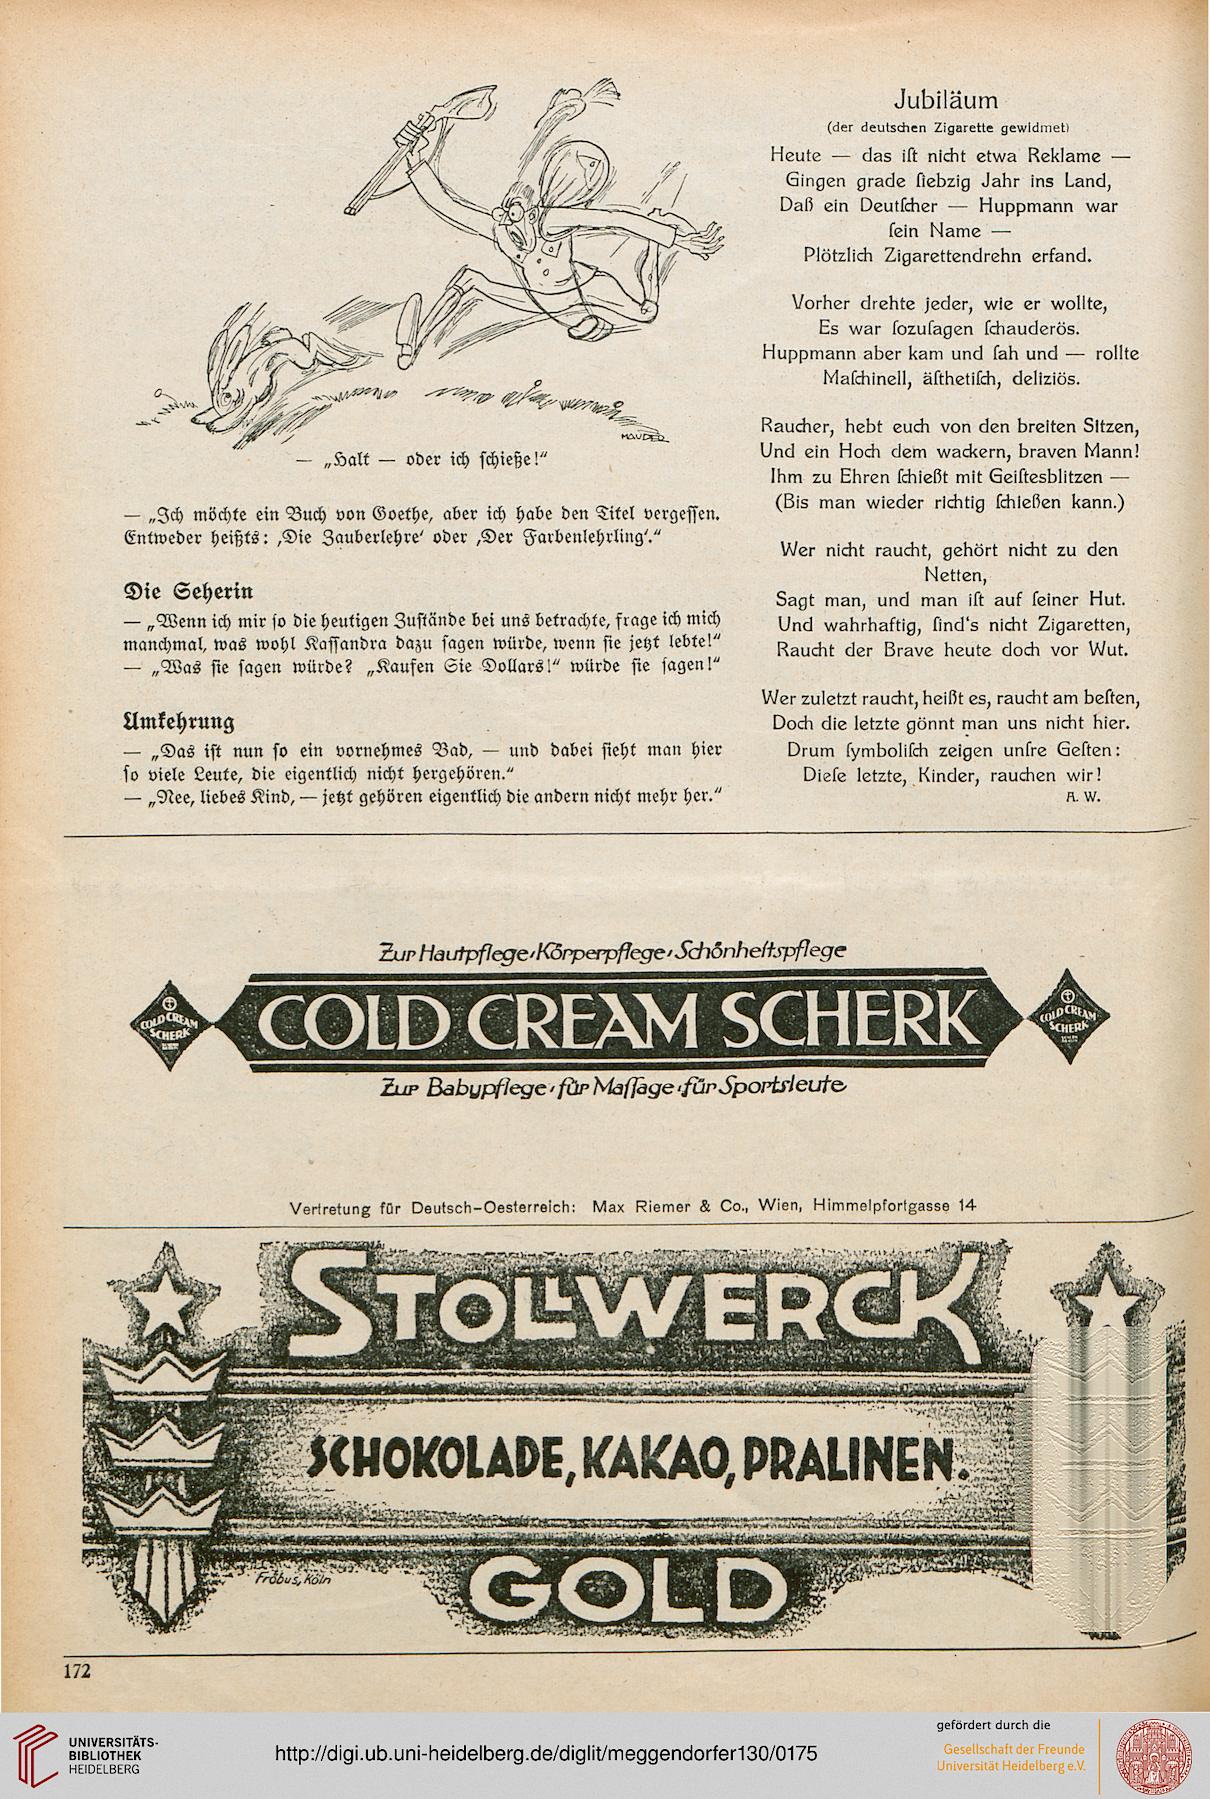 MAUDER
— „Halt — oder ich schieße!“
— „Ich möchte ein Buch von Goethe, aber ich habe den Titel vergessen.
Entweder heißts: ‚Die Zauberlehre‘ oder ‚Der Farbenlehrling‘.“
Die Seherin
— „Wenn ich mir so die heutigen Zustände bei uns betrachte, frage ich mich
manchmal, was wohl Kassandra dazu sagen würde, wenn sie jetzt lebte!“
— „Was sie sagen würde? „Kaufen Sie Dollars!“ würde sie sagen!“
Umkehrung
— „Das ist nun so ein vornehmes Bad, — und dabei sieht man hier
so viele Leute, die eigentlich nicht hergehören.“
— „Nee, liebes Kind, — jetzt gehören eigentlich die andern nicht mehr her.“
Jubiläum
(der deutschen Zigarette gewidmet)
Heute — das iſt nicht etwa Reklame —
Gingen grade ſiebzig Jahr ins Land,
Daß ein Deutſcher — Huppmann war
ſein Name —
Plötzlich Zigarettendrehn erfand.
Vorher drehte jeder, wie er wollte,
Es war ſozuſagen ſchauderös.
Huppmann aber kam und ſah und — rollte
Maſchinell, äſthetiſch, deliziös.
Raucher, hebt euch von den breiten Sitzen,
Und ein Hoch dem wackern, braven Mann!
Ihm zu Ehren ſchießt mit Geiſtesblitzen —
(Bis man wieder richtig ſchießen kann.)
Wer nicht raucht, gehört nicht zu den
Netten,
Sagt man, und man iſt auf ſeiner Hut.
Und wahrhaftig, ſind's nicht Zigaretten,
Raucht der Brave heute doch vor Wut.
Wer zuletzt raucht, heißt es, raucht am beſten,
Doch die letzte gönnt man uns nicht hier.
Drum ſymboliſch zeigen unſre Geſten:
Dieſe letzte, Kinder, rauchen wir!
A. W.
Zur Hautpflege · Körperpflege · Schönheitspflege
COLD CREAM
SCHERK
COLD CREAM SCHERK
COLD CREAM
SCHERK
Zur Babypflege · für Maſſage · für Sportsleute
Vertretung für Deutsch-Oesterreich: Max Riemer & Co., Wien, Himmelpfortgasse 14
STOLLWERCK
SCHOKOLADE, KAKAO, PRALINEN.
GOLD
Fröbus, Köln
172
UNIVERSITÄTS-
BIBLIOTHEK
HEIDELBERG
http://digi.ub.uni-heidelberg.de/diglit/meggendorfer130/0175
gefördert durch die
Gesellschaft der Freunde
Universität Heidelberg e.V.